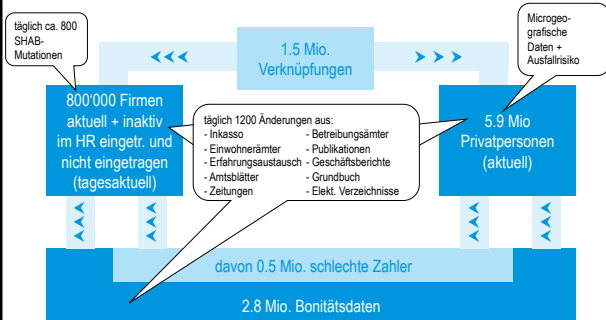 täglich ca. 800
SHAB-
Mutationen
1.5 Mio.
Verknüpfungen
Microgeo-
grafische
Daten +
Ausfallrisiko
800'000 Firmen
aktuell + inaktiv
im HR eingetr. und
nicht eingetragen
(tagesaktuell)
täglich 1200 Änderungen aus:
- Inkasso - Betreibungsämter
- Einwohnerämter - Publikationen
- Erfahrungsaustausch - Geschäftsberichte
- Amtsblätter - Grundbuch
- Zeitungen - Elekt. Verzeichnisse
5.9 Mio
Privatpersonen
(aktuell)
davon 0.5 Mio. schlechte Zahler
2.8 Mio. Bonitätsdaten